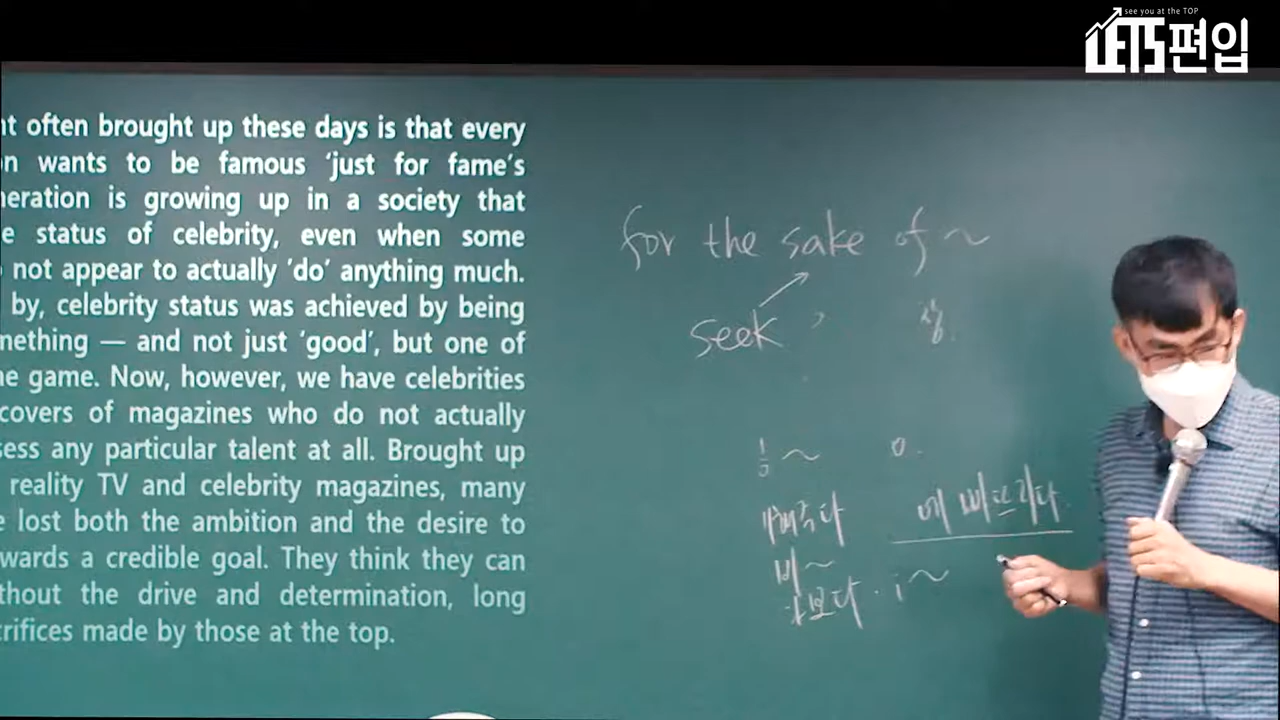 see you at the TOP
LETS편입
nt often brought up these days is that every
on wants to be famous ‘just for fame’s
neration is growing up in a society that
e status of celebrity, even when some
not appear to actually ‘do’ anything much.
by, celebrity status was achieved by being
mething — and not just ‘good’, but one of
ne game. Now, however, we have celebrities
covers of magazines who do not actually
sess any particular talent at all. Brought up
reality TV and celebrity magazines, many
e lost both the ambition and the desire to
wards a credible goal. They think they can
thout the drive and determination, long
crifices made by those at the top.
for the sake of ~
seek